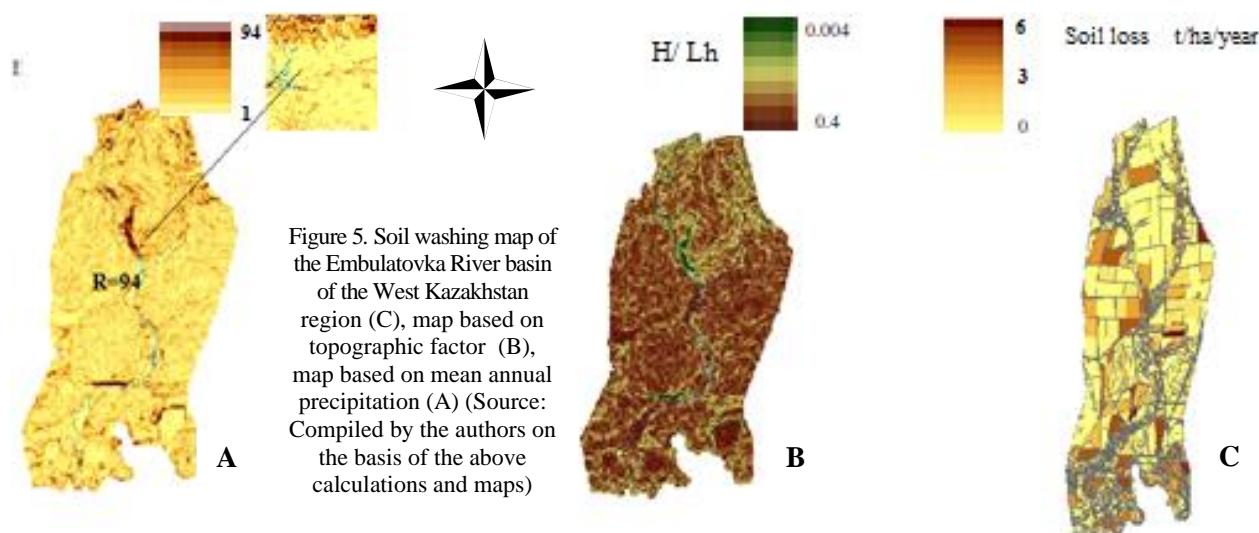 94
1
R=94
A
Figure 5. Soil washing map of
the Embulatovka River basin
of the West Kazakhstan
region (C), map based on
topographic factor (B),
map based on mean annual
precipitation (A) (Source:
Compiled by the authors on
the basis of the above
calculations and maps)
H/ Lh
0.004
0.4
B
6
3
0
Soil loss t/ha/year
C